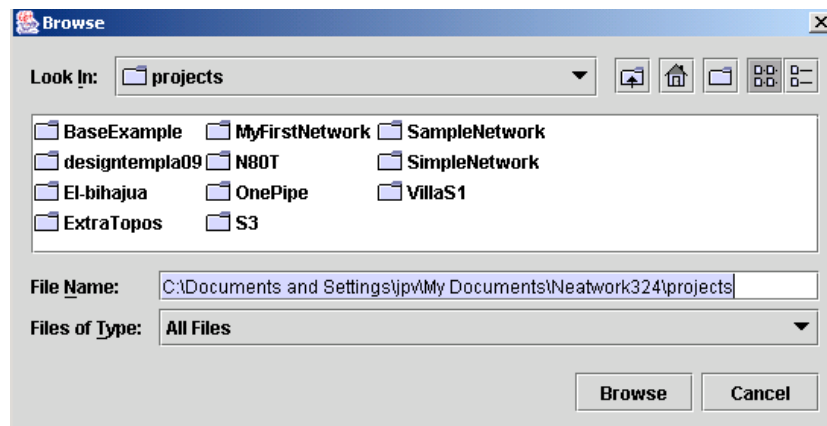 Browse
Look In: projects
BaseExample MyFirstNetwork SampleNetwork
designtempla09 N80T SimpleNetwork
El-bihajua OnePipe VillaS1
ExtraTopos S3
File Name: C:\Documents and Settings\jpv\My Documents\Neatwork324\projects
Files of Type: All Files
Browse Cancel